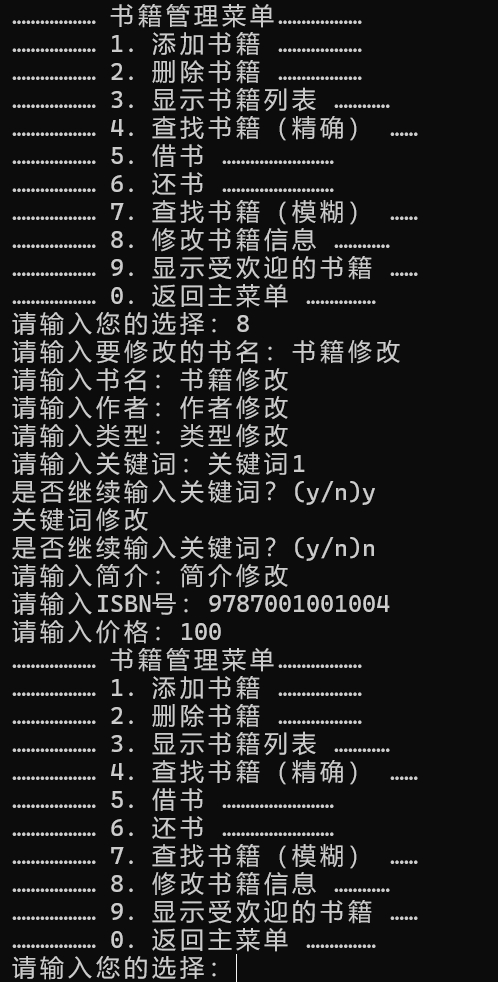 ……………… 书籍管理菜单………………
……………… 1. 添加书籍 ………………
……………… 2. 删除书籍 ………………
……………… 3. 显示书籍列表 …………
……………… 4. 查找书籍（精确） ……
……………… 5. 借书 ……………………
……………… 6. 还书 ……………………
……………… 7. 查找书籍（模糊） ……
……………… 8. 修改书籍信息 …………
……………… 9. 显示受欢迎的书籍 ……
……………… 0. 返回主菜单 ……………
请输入您的选择: 8
请输入要修改的书名: 书籍修改
请输入书名: 书籍修改
请输入作者: 作者修改
请输入类型: 类型修改
请输入关键词: 关键词1
是否继续输入关键词? (y/n)y
关键词修改
是否继续输入关键词? (y/n)n
请输入简介: 简介修改
请输入ISBN号: 9787001001004
请输入价格: 100
……………… 书籍管理菜单………………
……………… 1. 添加书籍 ………………
……………… 2. 删除书籍 ………………
……………… 3. 显示书籍列表 …………
……………… 4. 查找书籍（精确） ……
……………… 5. 借书 ……………………
……………… 6. 还书 ……………………
……………… 7. 查找书籍（模糊） ……
……………… 8. 修改书籍信息 …………
……………… 9. 显示受欢迎的书籍 ……
……………… 0. 返回主菜单 ……………
请输入您的选择: